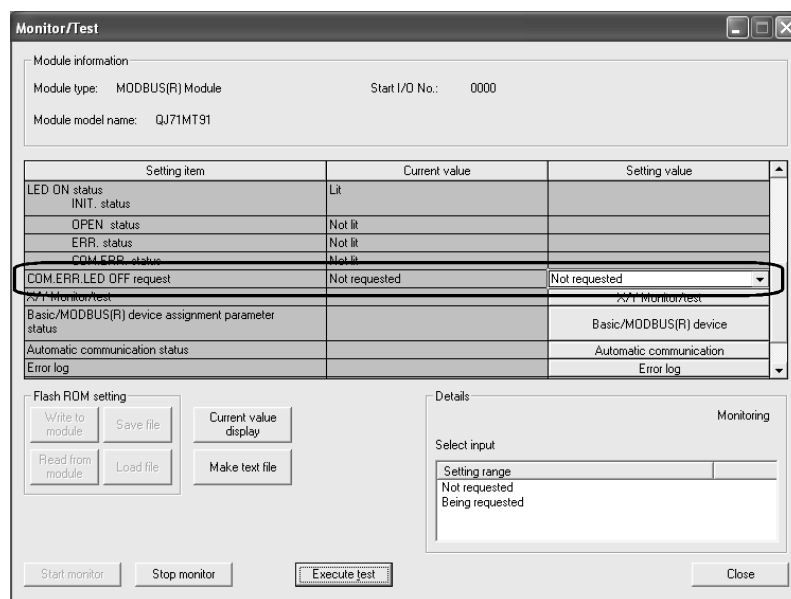 Monitor/Test
Module information
Module type: MODBUS(R) Module Start I/O No.: 0000
Module model name: QJ71MT91
Setting item Current value Setting value
LED ON status Lit
INIT. status
OPEN status Not lit
ERR. status Not lit
COM.ERR. status Not lit
COM.ERR.LED OFF request Not requested Not requested
X/Y Monitor/test X/Y Monitor/test
Basic/MODBUS(R) device assignment parameter
status Basic/MODBUS(R) device
Automatic communication status Automatic communication
Error log Error log
Flash ROM setting
Write to
module
Save file
Current value
display
Read from
module
Load file
Make text file
Details
Monitoring
Select input
Setting range
Not requested
Being requested
Start monitor Stop monitor Execute test Close